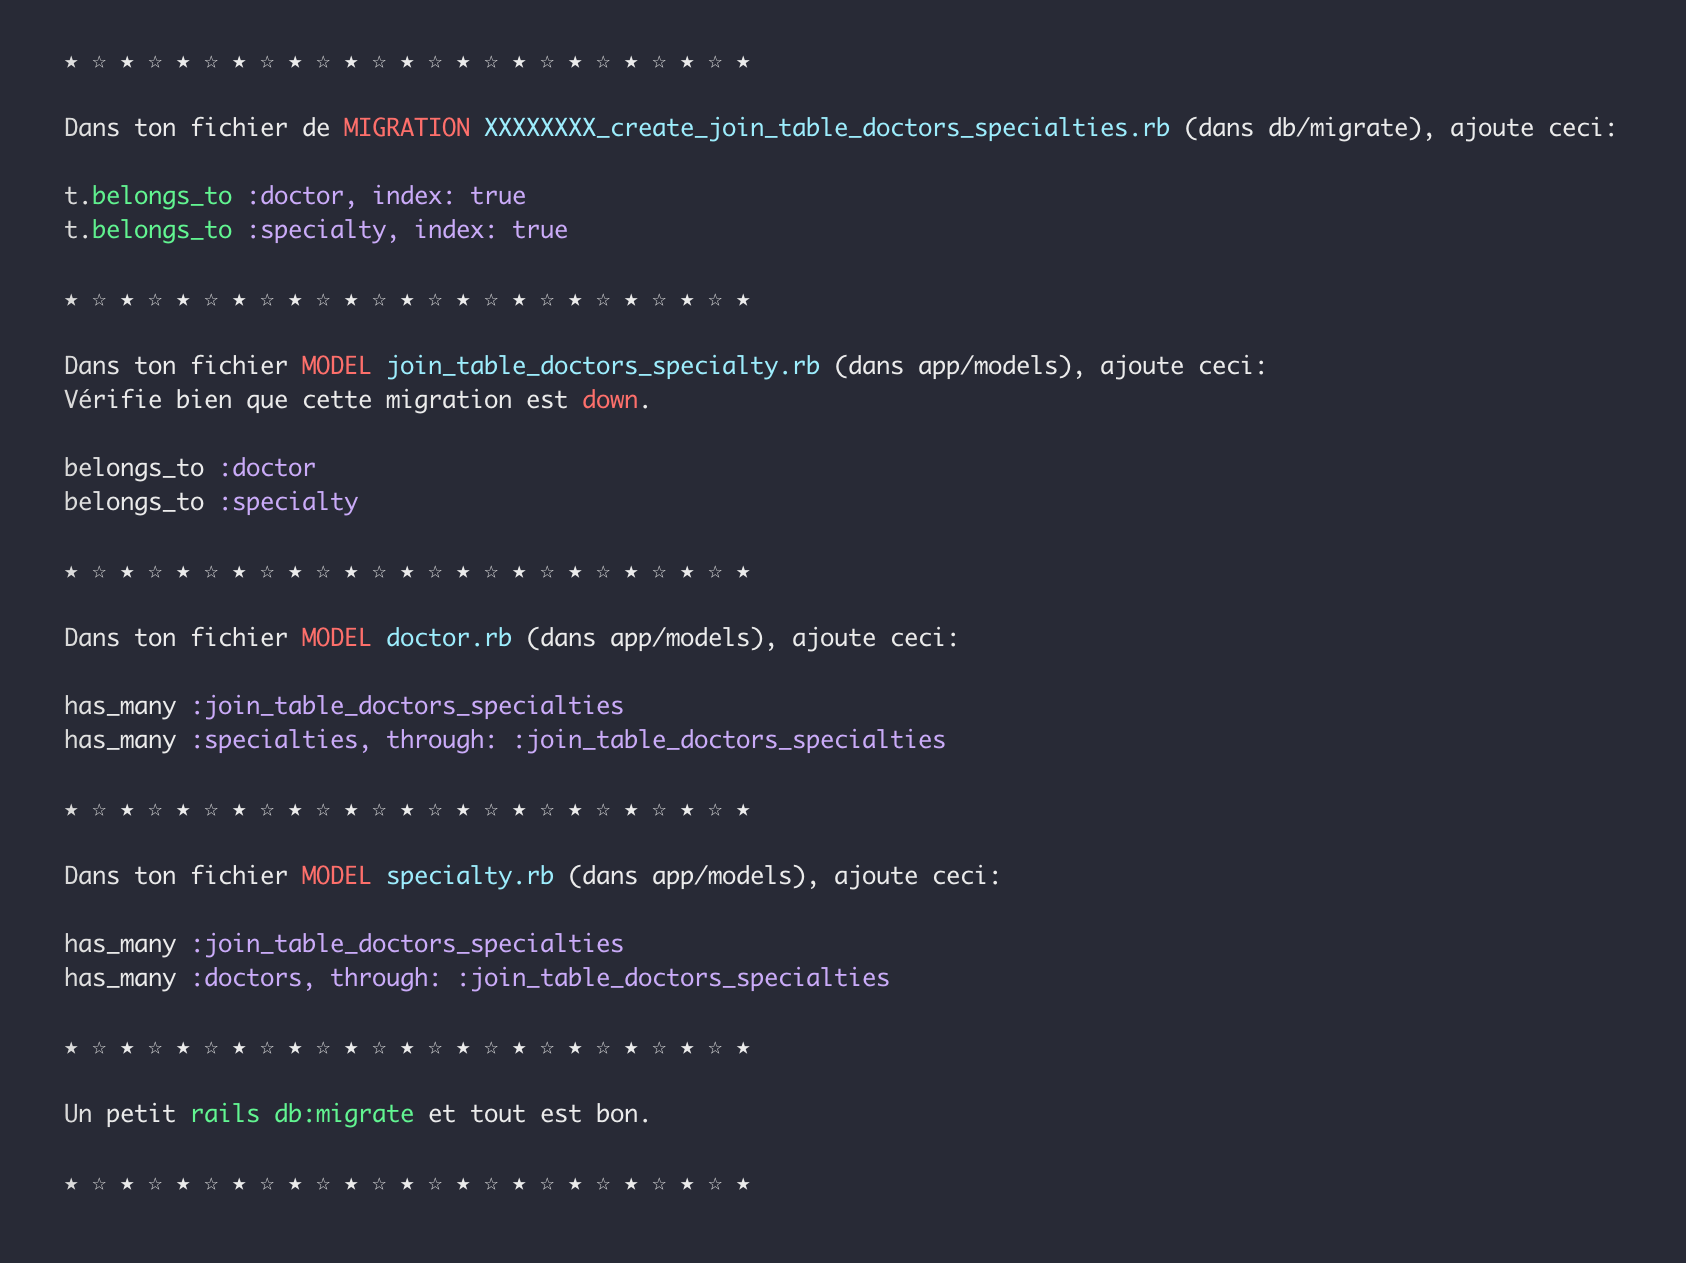 ★ ☆ ★ ☆ ★ ☆ ★ ☆ ★ ☆ ★ ☆ ★ ☆ ★ ☆ ★ ☆ ★ ☆ ★ ☆ ★ ☆ ★
Dans ton fichier de MIGRATION XXXXXXXX_create_join_table_doctors_specialties.rb (dans db/migrate), ajoute ceci:
t.belongs_to :doctor, index: true
t.belongs_to :specialty, index: true
★ ☆ ★ ☆ ★ ☆ ★ ☆ ★ ☆ ★ ☆ ★ ☆ ★ ☆ ★ ☆ ★ ☆ ★ ☆ ★ ☆ ★
Dans ton fichier MODEL join_table_doctors_specialty.rb (dans app/models), ajoute ceci:
Vérifie bien que cette migration est down.
belongs_to :doctor
belongs_to :specialty
★ ☆ ★ ☆ ★ ☆ ★ ☆ ★ ☆ ★ ☆ ★ ☆ ★ ☆ ★ ☆ ★ ☆ ★ ☆ ★ ☆ ★
Dans ton fichier MODEL doctor.rb (dans app/models), ajoute ceci:
has_many :join_table_doctors_specialties
has_many :specialties, through: :join_table_doctors_specialties
★ ☆ ★ ☆ ★ ☆ ★ ☆ ★ ☆ ★ ☆ ★ ☆ ★ ☆ ★ ☆ ★ ☆ ★ ☆ ★ ☆ ★
Dans ton fichier MODEL specialty.rb (dans app/models), ajoute ceci:
has_many :join_table_doctors_specialties
has_many :doctors, through: :join_table_doctors_specialties
★ ☆ ★ ☆ ★ ☆ ★ ☆ ★ ☆ ★ ☆ ★ ☆ ★ ☆ ★ ☆ ★ ☆ ★ ☆ ★ ☆ ★
Un petit rails db:migrate et tout est bon.
★ ☆ ★ ☆ ★ ☆ ★ ☆ ★ ☆ ★ ☆ ★ ☆ ★ ☆ ★ ☆ ★ ☆ ★ ☆ ★ ☆ ★